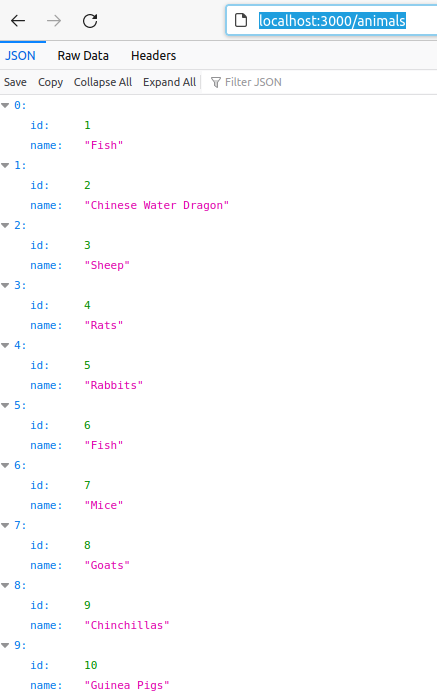 localhost:3000/animals
JSON Raw Data Headers
Save Copy Collapse All Expand All Filter JSON
0:
id: 1
name: "Fish"
1:
id: 2
name: "Chinese Water Dragon"
2:
id: 3
name: "Sheep"
3:
id: 4
name: "Rats"
4:
id: 5
name: "Rabbits"
5:
id: 6
name: "Fish"
6:
id: 7
name: "Mice"
7:
id: 8
name: "Goats"
8:
id: 9
name: "Chinchillas"
9:
id: 10
name: "Guinea Pigs"